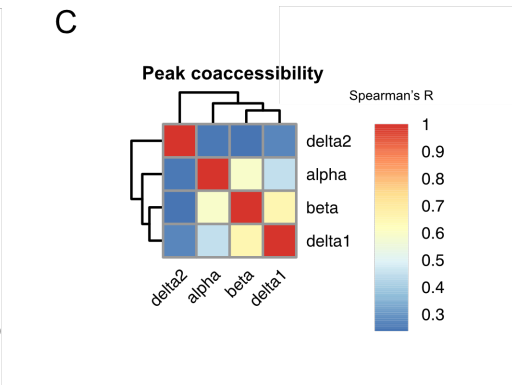 C
Peak coaccessibility
Spearman's R
delta2
alpha
beta
delta1
delta2
alpha
beta
delta1
1
0.9
0.8
0.7
0.6
0.5
0.4
0.3